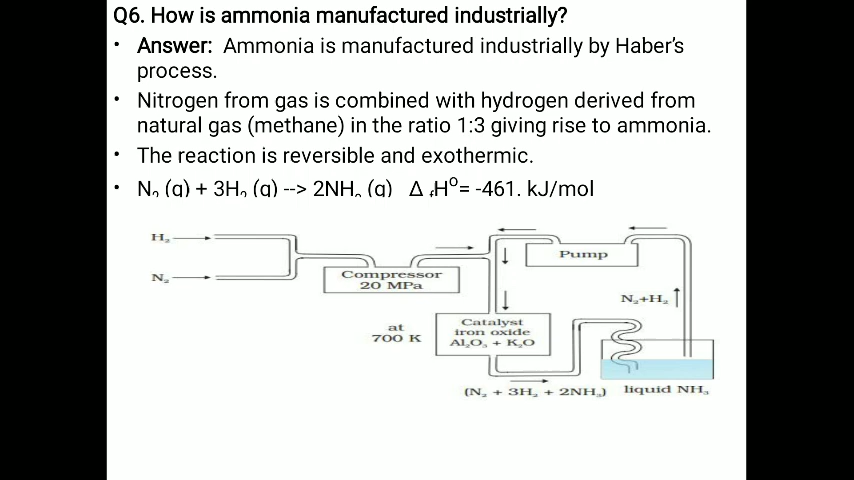 Q6. How is ammonia manufactured industrially?
• Answer: Ammonia is manufactured industrially by Haber's
process.
• Nitrogen from gas is combined with hydrogen derived from
natural gas (methane) in the ratio 1:3 giving rise to ammonia.
• The reaction is reversible and exothermic.
• N₂ (g) + 3H₂ (g) --> 2NH₃ (g) Δ fH⁰= -461. kJ/mol
H₂
N₂
Compressor
20 MPa
Pump
N₂+H₂
at
700 K
Catalyst
iron oxide
Al₂O₃ + K₂O
(N₂ + 3H₂ + 2NH₃)
liquid NH₃